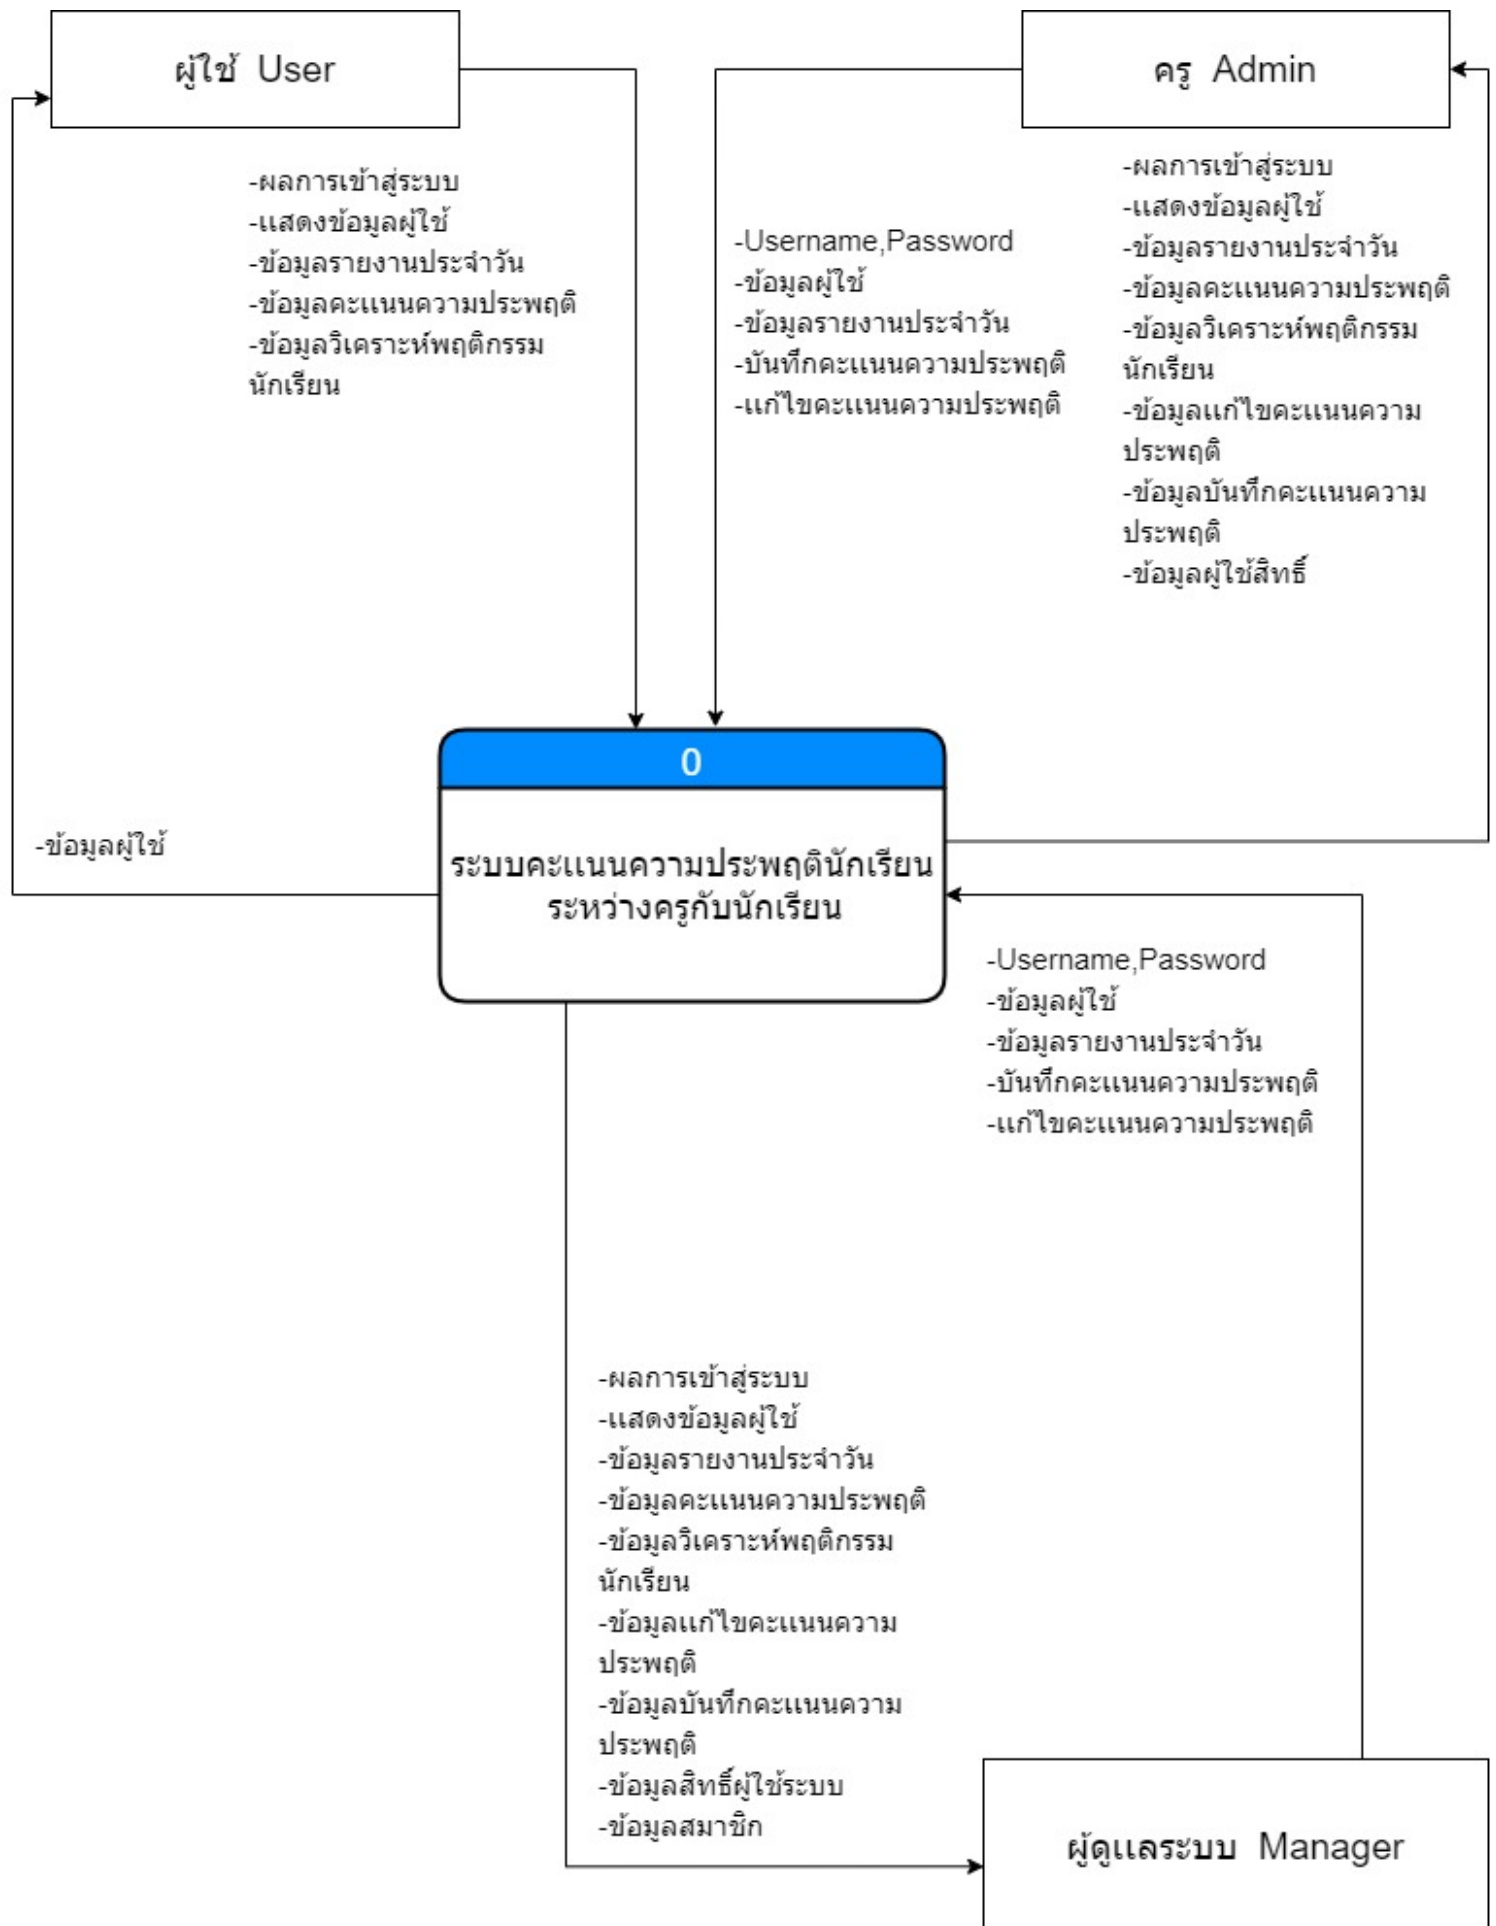 ผู้ใช้ User
ครู Admin
-ผลการเข้าสู่ระบบ
-แสดงข้อมูลผู้ใช้
-ข้อมูลรายงานประจำวัน
-ข้อมูลคะแนนความประพฤติ
-ข้อมูลวิเคราะห์พฤติกรรม
นักเรียน
-Username,Password
-ข้อมูลผู้ใช้
-ข้อมูลรายงานประจำวัน
-บันทึกคะแนนความประพฤติ
-แก้ไขคะแนนความประพฤติ
-ผลการเข้าสู่ระบบ
-แสดงข้อมูลผู้ใช้
-ข้อมูลรายงานประจำวัน
-ข้อมูลคะแนนความประพฤติ
-ข้อมูลวิเคราะห์พฤติกรรม
นักเรียน
-ข้อมูลแก้ไขคะแนนความ
ประพฤติ
-ข้อมูลบันทึกคะแนนความ
ประพฤติ
-ข้อมูลผู้ใช้สิทธิ์
0
ระบบคะแนนความประพฤตินักเรียน
ระหว่างครูกับนักเรียน
-ข้อมูลผู้ใช้
-Username,Password
-ข้อมูลผู้ใช้
-ข้อมูลรายงานประจำวัน
-บันทึกคะแนนความประพฤติ
-แก้ไขคะแนนความประพฤติ
-ผลการเข้าสู่ระบบ
-แสดงข้อมูลผู้ใช้
-ข้อมูลรายงานประจำวัน
-ข้อมูลคะแนนความประพฤติ
-ข้อมูลวิเคราะห์พฤติกรรม
นักเรียน
-ข้อมูลแก้ไขคะแนนความ
ประพฤติ
-ข้อมูลบันทึกคะแนนความ
ประพฤติ
-ข้อมูลสิทธิ์ผู้ใช้ระบบ
-ข้อมูลสมาชิก
ผู้ดูแลระบบ Manager